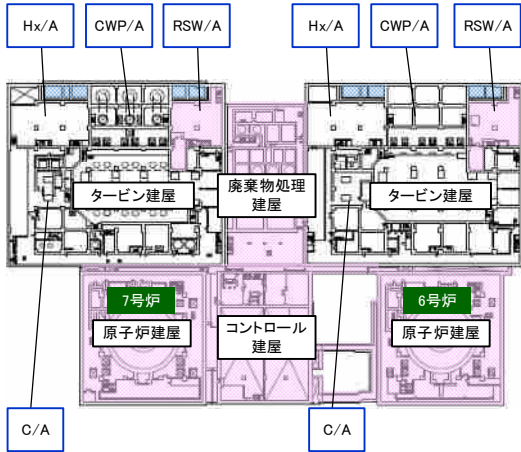 Hx/A
CWP/A
RSW/A
Hx/A
CWP/A
RSW/A
タービン建屋
廃棄物処理
建屋
タービン建屋
7号炉
原子炉建屋
コントロール
建屋
6号炉
原子炉建屋
C/A
C/A